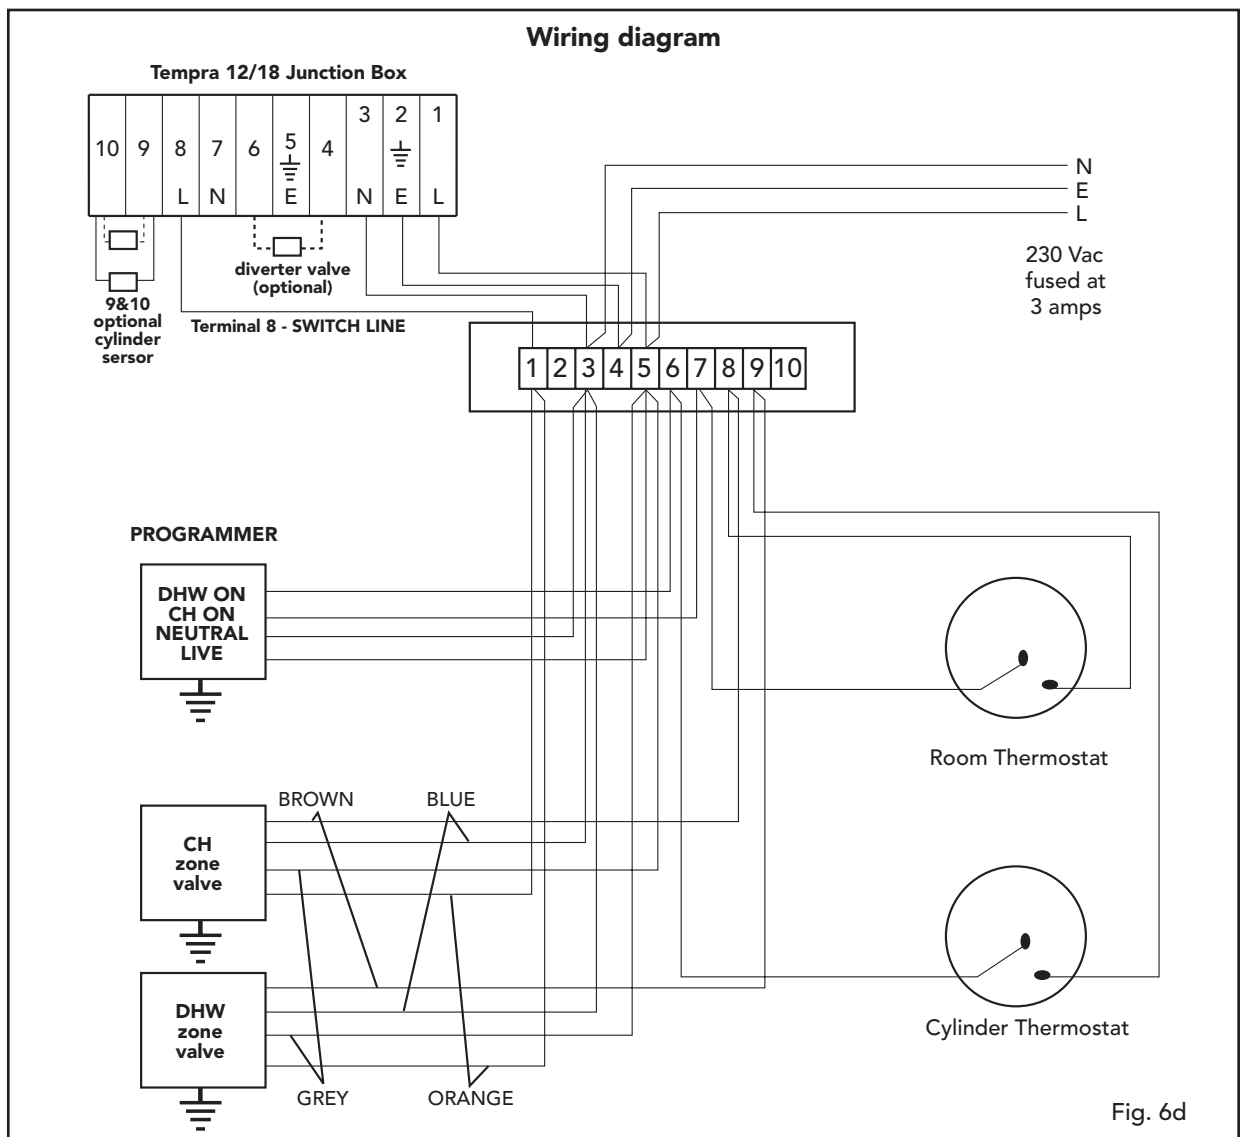 Wiring diagram
Tempra 12/18 Junction Box
10 9 8 7 6 5 4 3 2 1
L N E N E L
diverter valve
(optional)
9&10
optional
cylinder
sersor
Terminal 8 - SWITCH LINE
N
E
L
230 Vac
fused at
3 amps
1 2 3 4 5 6 7 8 9 10
PROGRAMMER
DHW ON
CH ON
NEUTRAL
LIVE
Room Thermostat
BROWN
BLUE
CH
zone
valve
DHW
zone
valve
Cylinder Thermostat
GREY
ORANGE
Fig. 6d